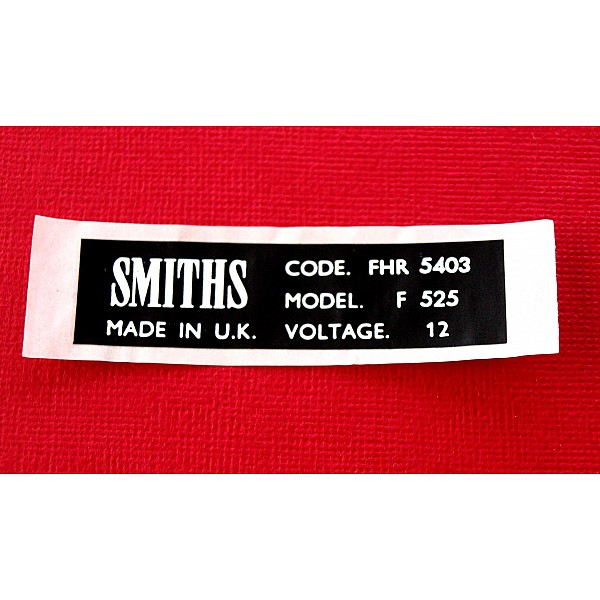 SMITHS
MADE IN U.K.
CODE. FHR 5403
MODEL. F 525
VOLTAGE. 12